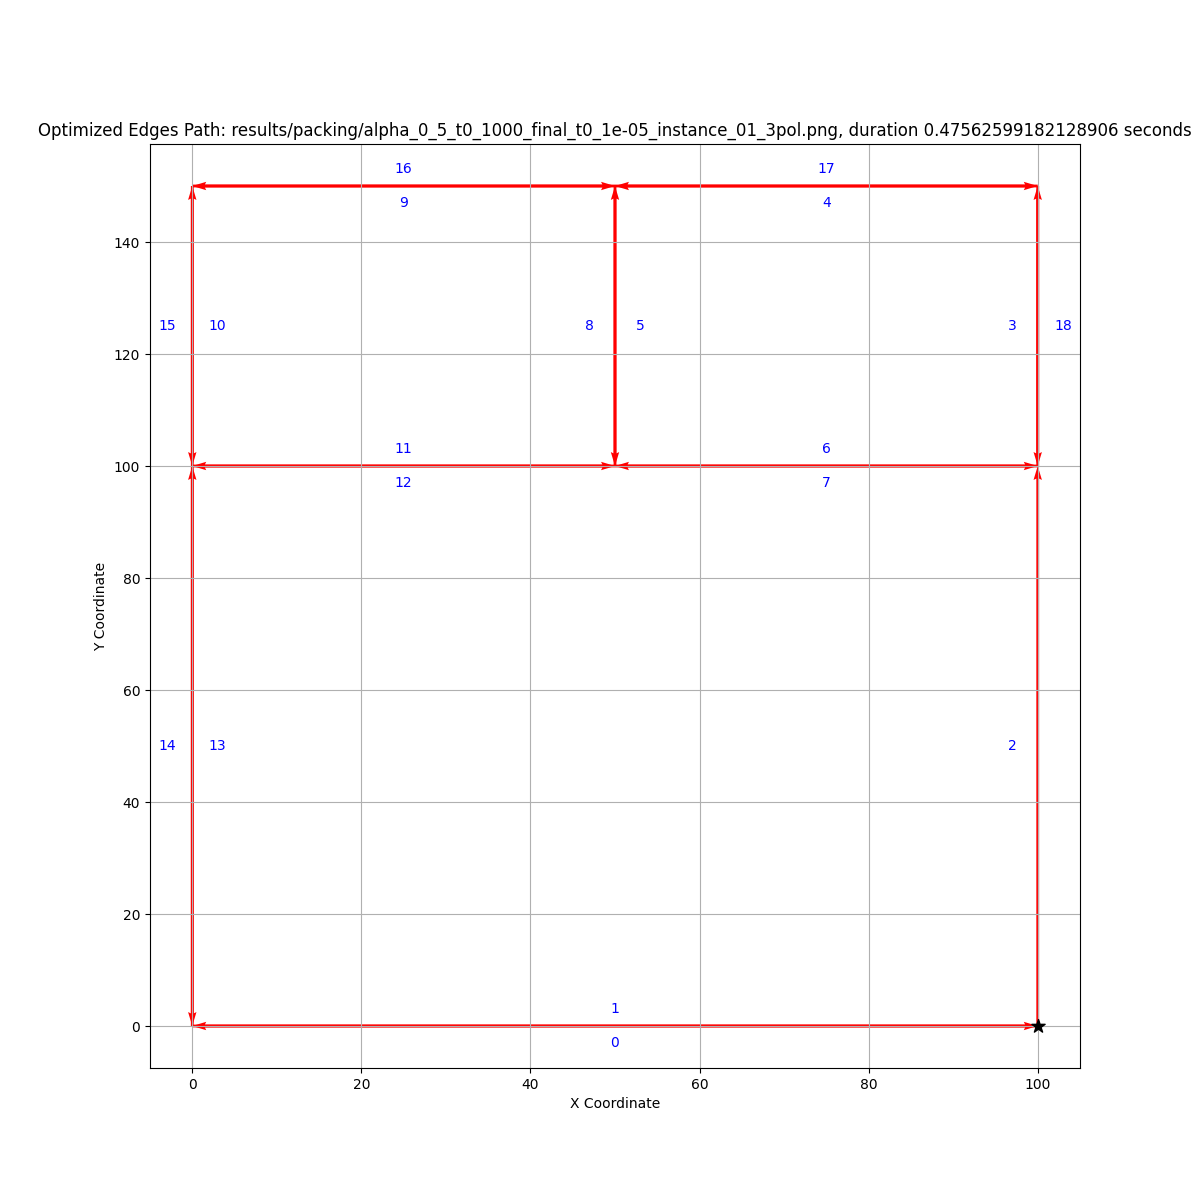 Optimized Edges Path: results/packing/alpha_0_5_t0_1000_final_t0_1e-05_instance_01_3pol.png, duration 0.47562599182128906 seconds
16 17
9 4
140
15 10 8 5 3 18
120
11 6
100
12 7
80
Y Coordinate
60
14 13 2
40
20
1
0
0
0 20 40 60 80 100
X Coordinate